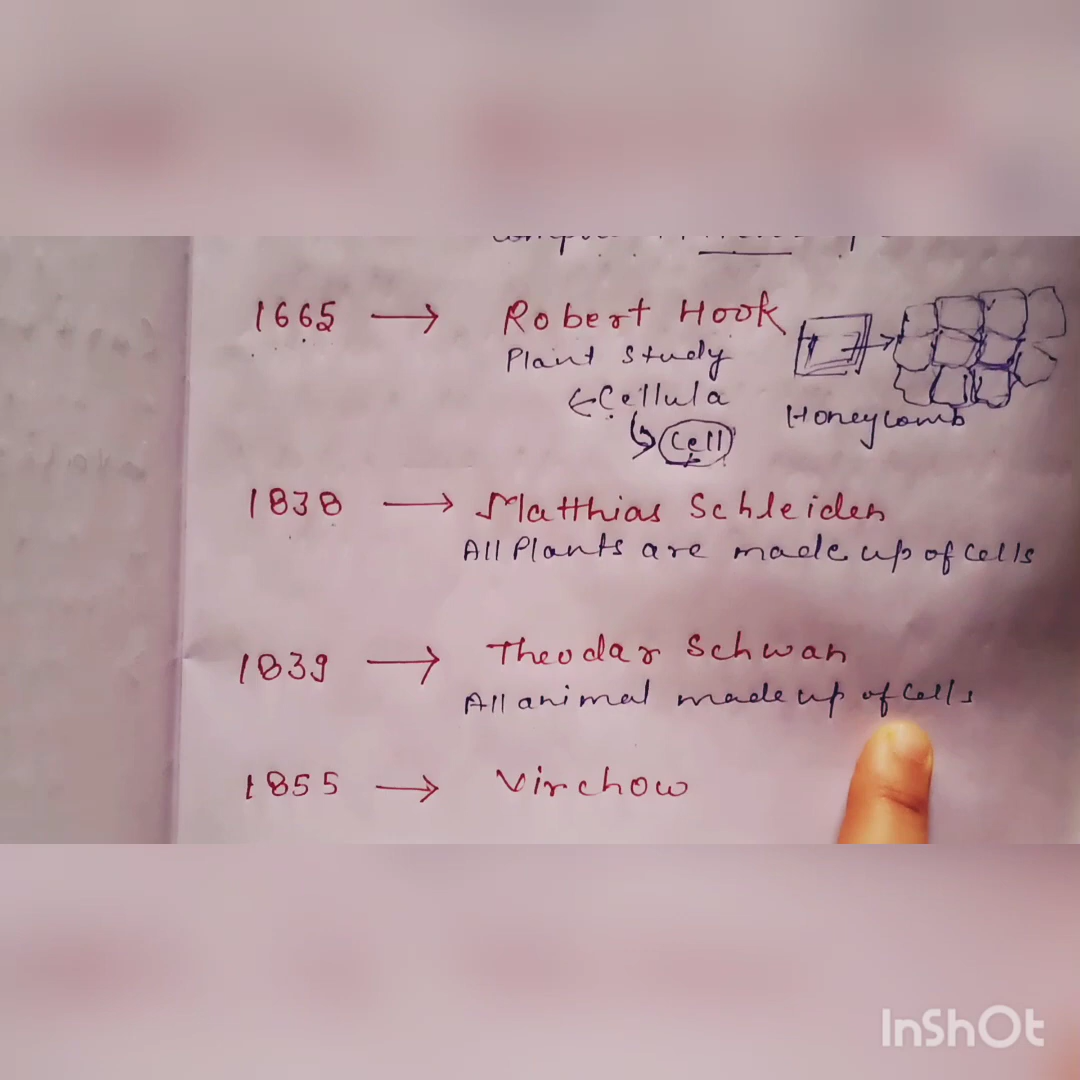 1665 → Robert Hook
Plant Study
← Cellula
Cell
Honeycomb
1838 → Matthias Schleiden
All Plants are made up of Cells
1839 → Theodar Schwan
All animal made up of Cells
1855 → Virchow
InShOt